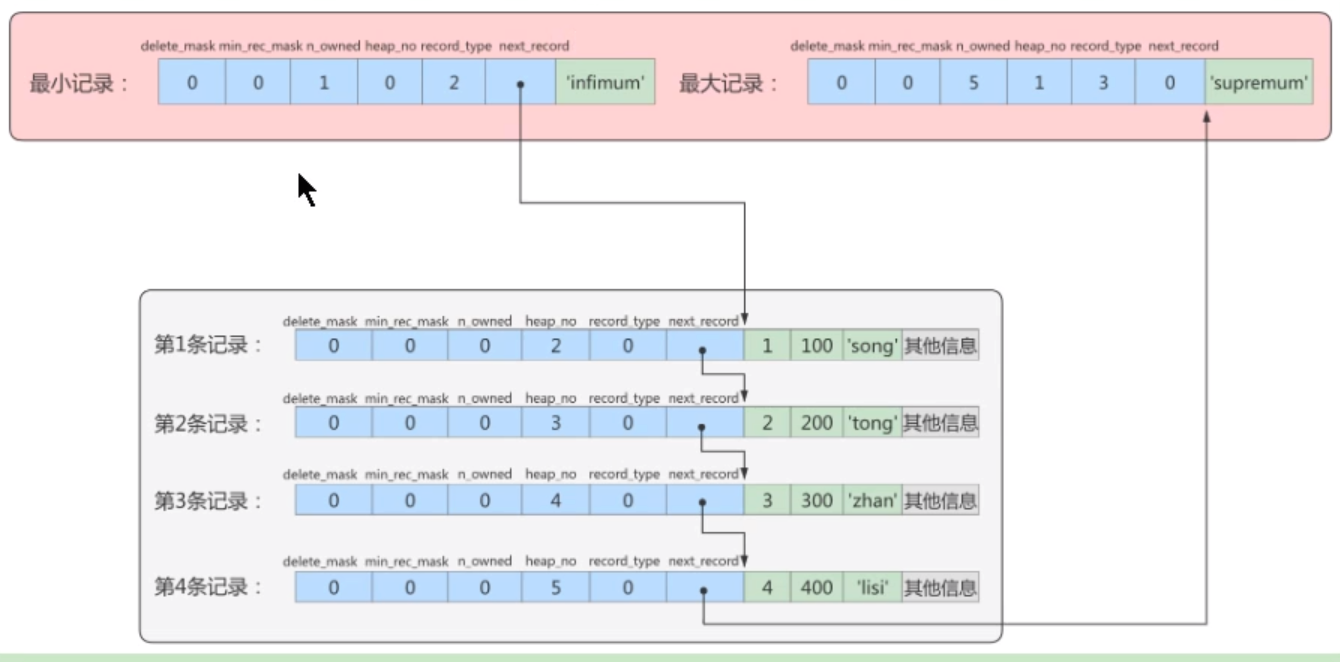 delete_mask min_rec_mask n_owned heap_no record_type next_record delete_mask min_rec_mask n_owned heap_no record_type next_record
最小记录： 0 0 1 0 2 'infimum' 最大记录： 0 0 5 1 3 0 'supremum'
delete_mask min_rec_mask n_owned heap_no record_type next_record
第1条记录： 0 0 0 2 0 1 100 'song' 其他信息
delete_mask min_rec_mask n_owned heap_no record_type next_record
第2条记录： 0 0 0 3 0 2 200 'tong' 其他信息
delete_mask min_rec_mask n_owned heap_no record_type next_record
第3条记录： 0 0 0 4 0 3 300 'zhan' 其他信息
delete_mask min_rec_mask n_owned heap_no record_type next_record
第4条记录： 0 0 0 5 0 4 400 'lisi' 其他信息